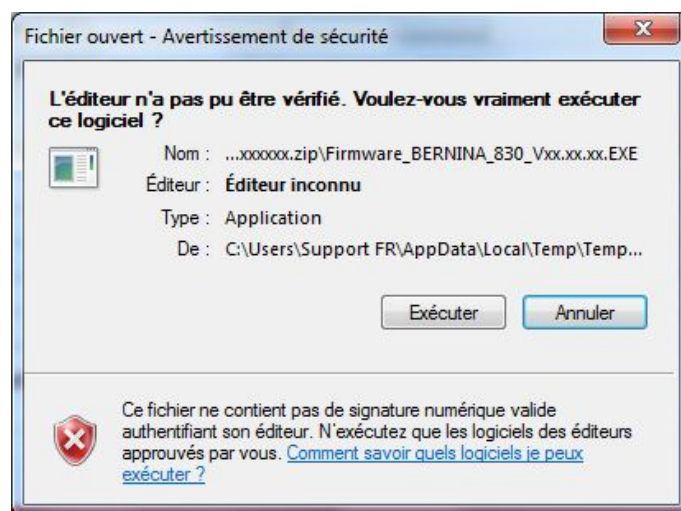 Fichier ouvert - Avertissement de sécurité
x
L'éditeur n'a pas pu être vérifié. Voulez-vous vraiment exécuter
ce logiciel ?
Nom : ...xxxxxx.zip\Firmware_BERNINA_830_Vxx.xx.xx.EXE
Éditeur : Éditeur inconnu
Type : Application
De : C:\Users\Support FR\AppData\Local\Temp\Temp...
Exécuter Annuler
Ce fichier ne contient pas de signature numérique valide
authentifiant son éditeur. N'exécutez que les logiciels des éditeurs
approuvés par vous. Comment savoir quels logiciels je peux
exécuter ?